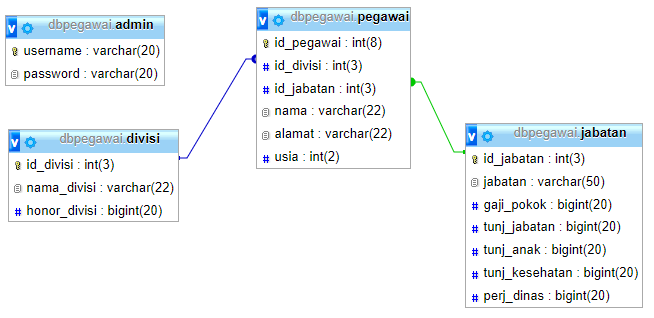 dbpegawai.admin
username : varchar(20)
password : varchar(20)
dbpegawai.pegawai
id_pegawai : int(8)
id_divisi : int(3)
id_jabatan : int(3)
nama : varchar(22)
alamat : varchar(22)
usia : int(2)
dbpegawai.divisi
id_divisi : int(3)
nama_divisi : varchar(22)
honor_divisi : bigint(20)
dbpegawai.jabatan
id_jabatan : int(3)
jabatan : varchar(50)
gaji_pokok : bigint(20)
tunj_jabatan : bigint(20)
tunj_anak : bigint(20)
tunj_kesehatan : bigint(20)
perj_dinas : bigint(20)